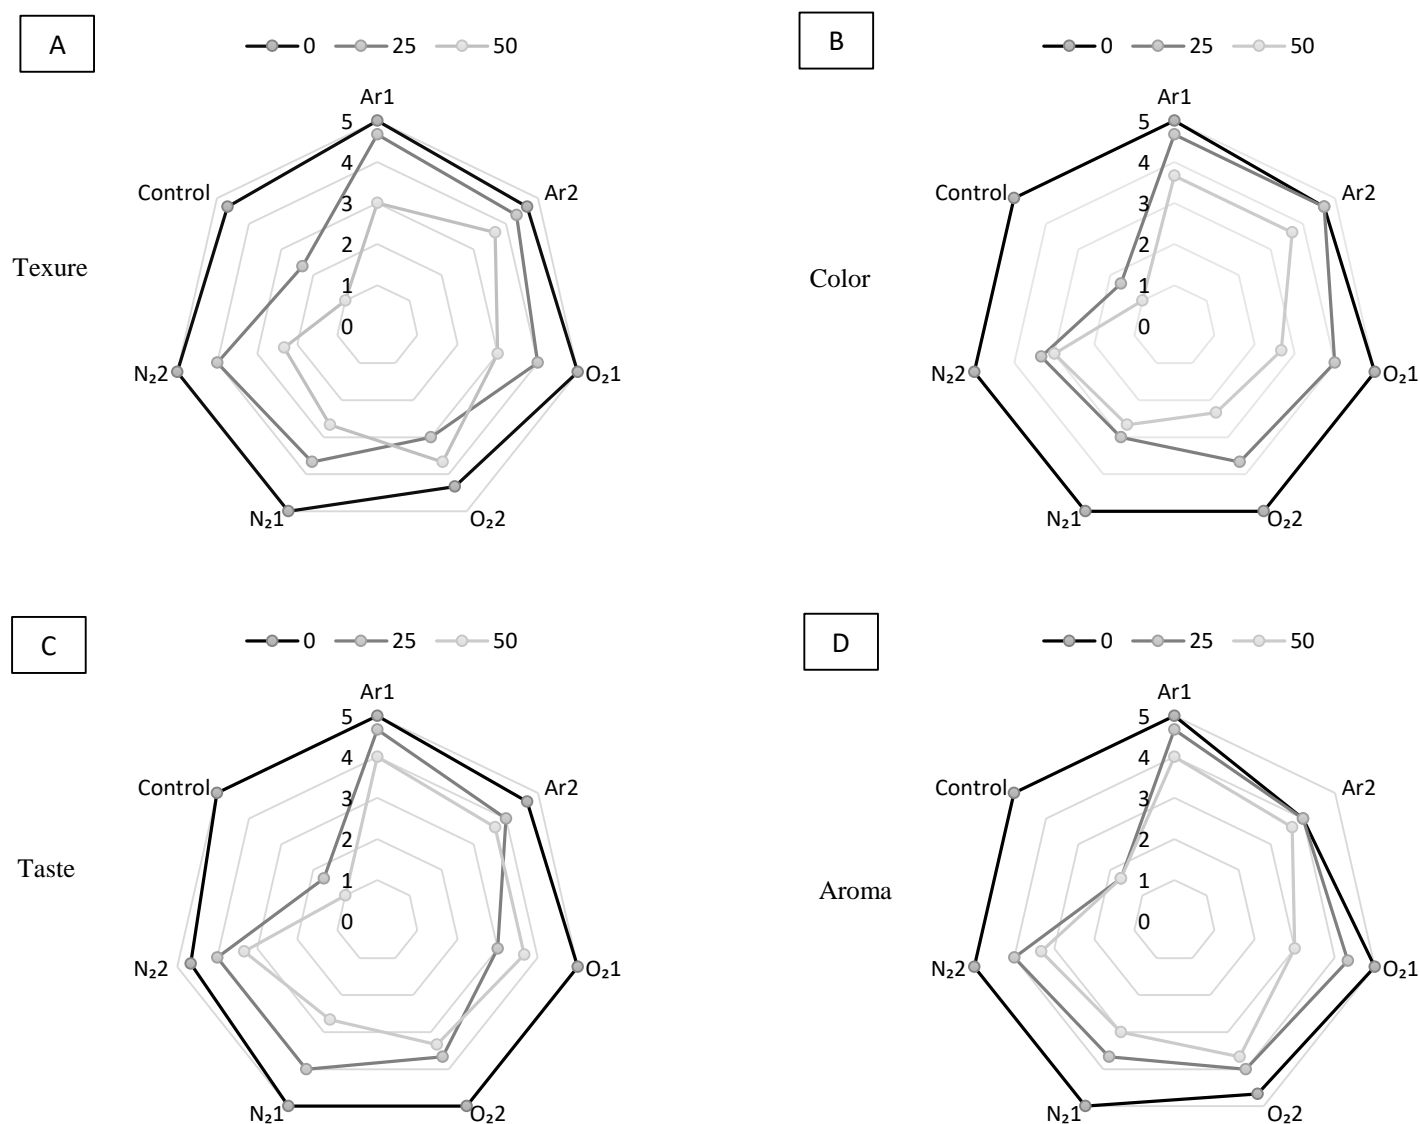 A
0 25 50
Ar1
5
4
3
2
1
0
Ar2
O₂1
O₂2
N₂1
N₂2
Control
Texure
B
0 25 50
Ar1
5
4
3
2
1
0
Ar2
O₂1
O₂2
N₂1
N₂2
Control
Color
C
0 25 50
Ar1
5
4
3
2
1
0
Ar2
O₂1
O₂2
N₂1
N₂2
Control
Taste
D
0 25 50
Ar1
5
4
3
2
1
0
Ar2
O₂1
O₂2
N₂1
N₂2
Control
Aroma